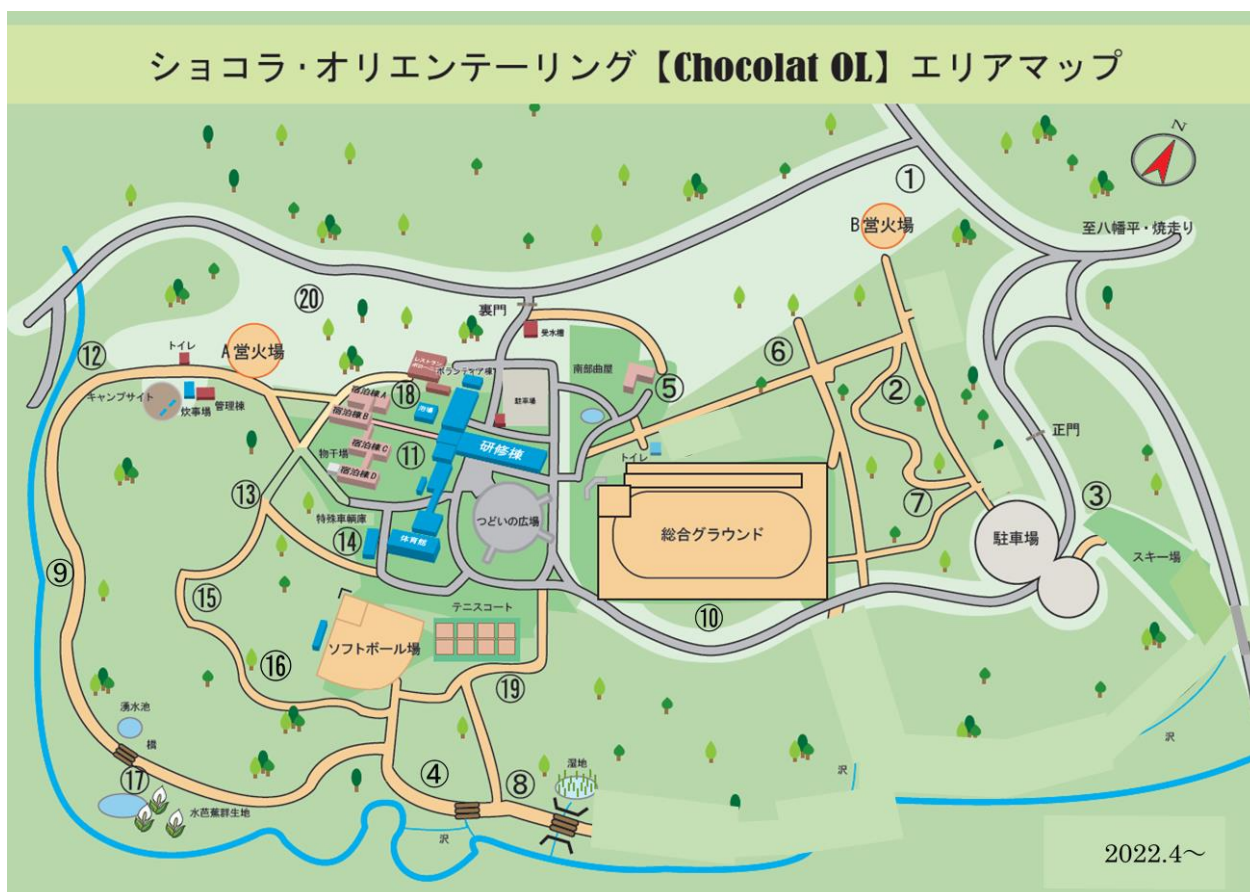 ショコラ・オリエンテーリング【Chocolat OL】エリアマップ
N
①
B営火場
至八幡平・焼走り
⑳
裏門
受水槽
⑥
トイレ
A営火場
⑫
南部曲屋
⑤
②
キャンプサイト
炊事場
管理棟
宿泊棟A
⑱
駐車場
宿泊棟B
宿泊棟C
⑪
研修棟
トイレ
正門
物干場
宿泊棟D
⑬
⑦
③
特殊車輌庫
⑭
体育館
つどいの広場
総合グラウンド
駐車場
スキー場
⑨
⑮
テニスコート
⑩
ソフトボール場
⑯
⑲
湧水池
橋
⑰
水芭蕉群生地
④
⑧
湿地
沢
沢
沢
2022.4～